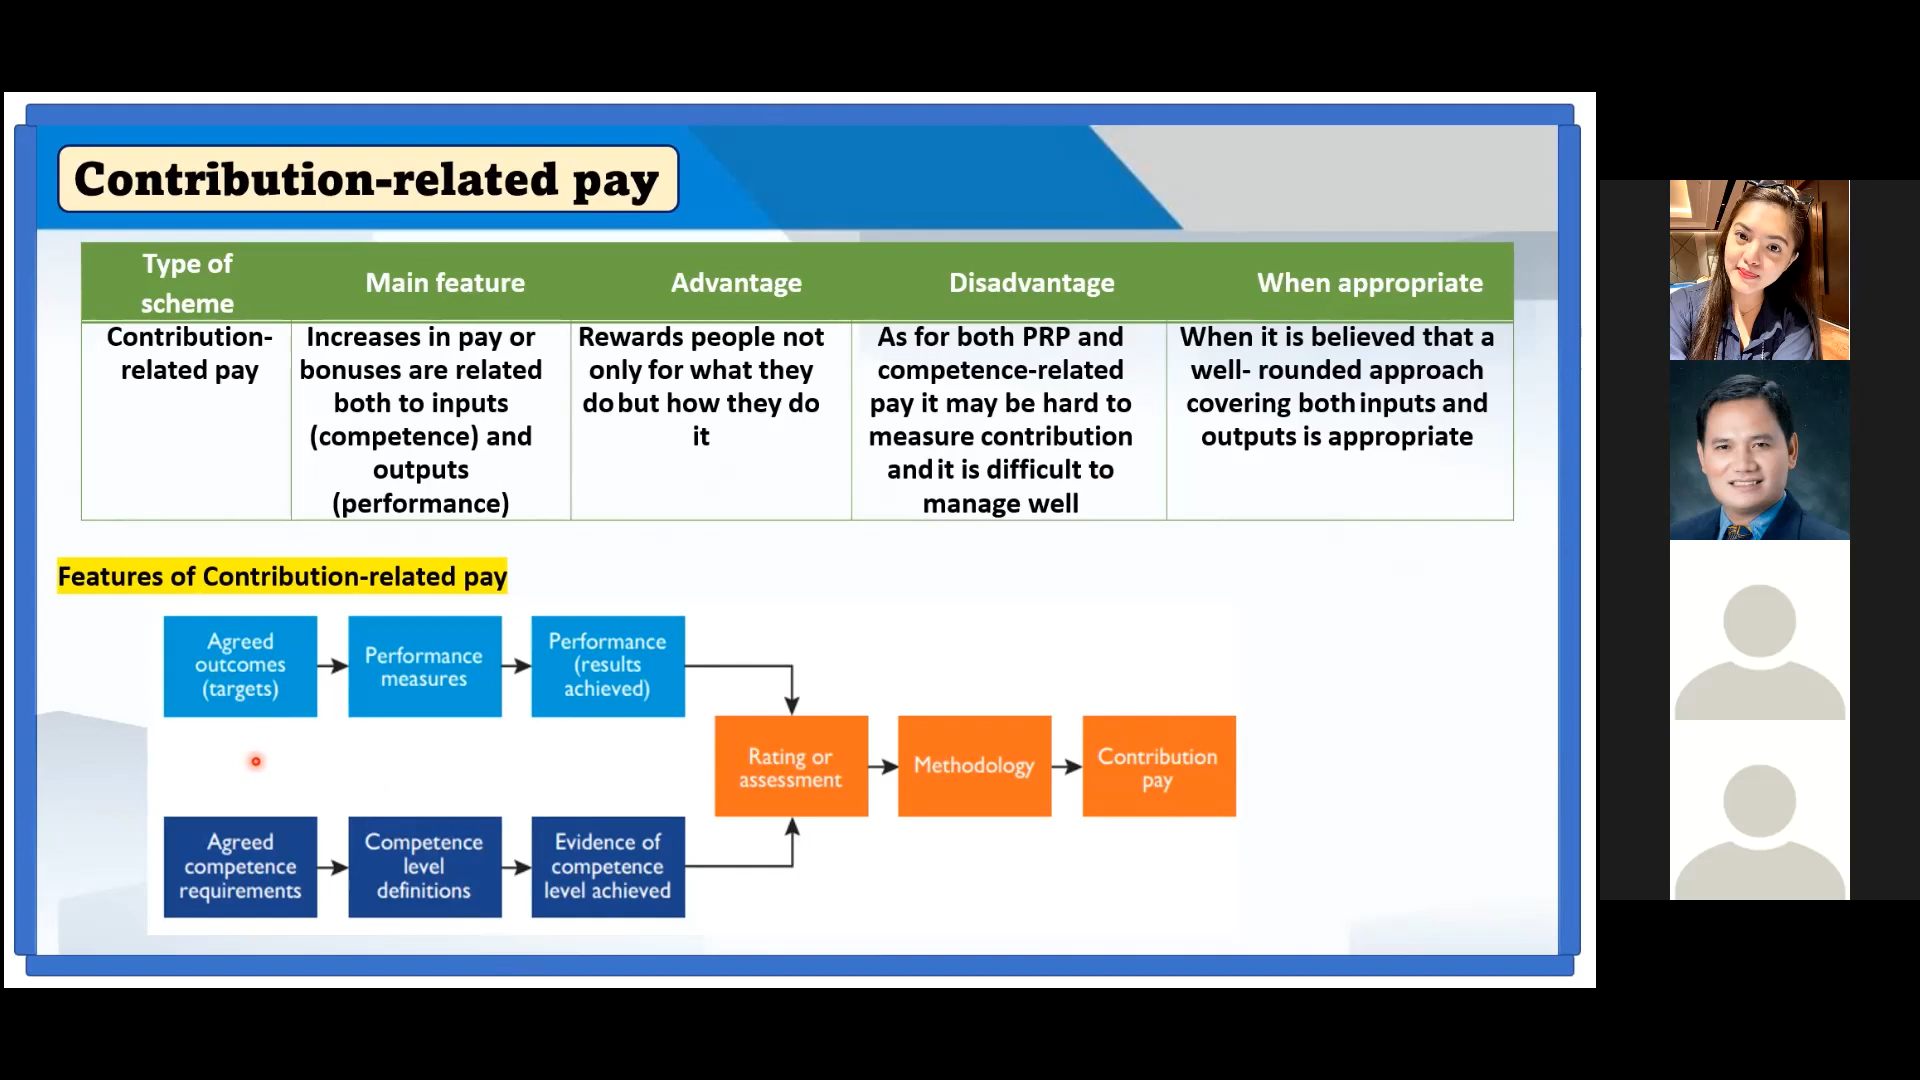 Contribution-related pay
Type of
scheme
Main feature
Advantage
Disadvantage
When appropriate
Contribution-
related pay
Increases in pay or
bonuses are related
both to inputs
(competence) and
outputs
(performance)
Rewards people not
only for what they
do but how they do
it
As for both PRP and
competence-related
pay it may be hard to
measure contribution
and it is difficult to
manage well
When it is believed that a
well- rounded approach
covering both inputs and
outputs is appropriate
Features of Contribution-related pay
Agreed
outcomes
(targets)
Performance
measures
Performance
(results
achieved)
Rating or
assessment
Methodology
Contribution
pay
Agreed
competence
requirements
Competence
level
definitions
Evidence of
competence
level achieved